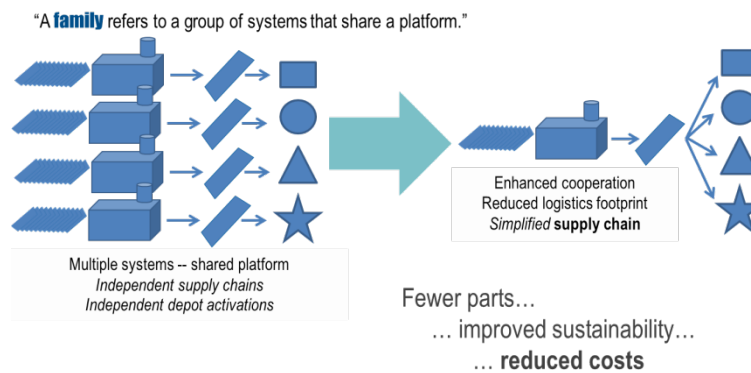 “A family refers to a group of systems that share a platform.”
Multiple systems -- shared platform
Independent supply chains
Independent depot activations
Enhanced cooperation
Reduced logistics footprint
Simplified supply chain
Fewer parts…
… improved sustainability…
… reduced costs